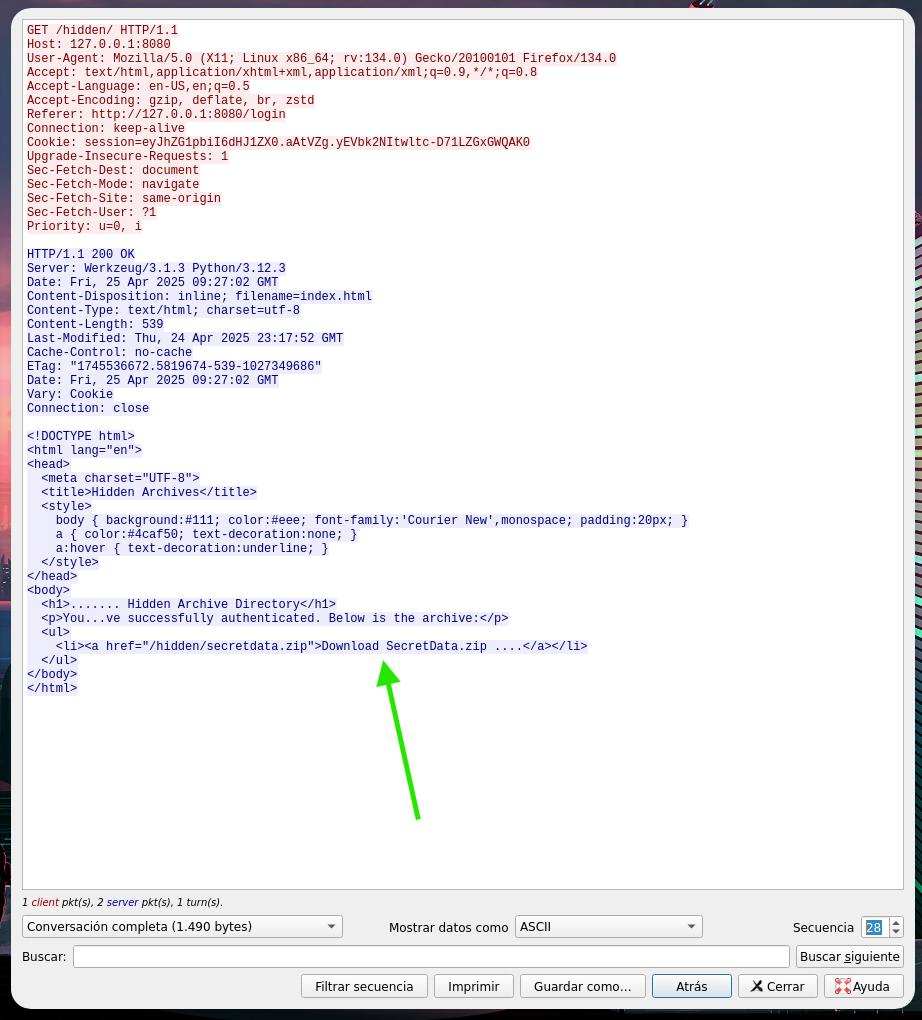 GET /hidden/ HTTP/1.1
Host: 127.0.0.1:8080
User-Agent: Mozilla/5.0 (X11; Linux x86_64; rv:134.0) Gecko/20100101 Firefox/134.0
Accept: text/html,application/xhtml+xml,application/xml;q=0.9,*/*;q=0.8
Accept-Language: en-US,en;q=0.5
Accept-Encoding: gzip, deflate, br, zstd
Referer: http://127.0.0.1:8080/login
Connection: keep-alive
Cookie: session=eyJhZG1pbiI6dHJ1ZX0.aAtVZg.yEVbk2NItwltc-D71LZGxGWQAK0
Upgrade-Insecure-Requests: 1
Sec-Fetch-Dest: document
Sec-Fetch-Mode: navigate
Sec-Fetch-Site: same-origin
Sec-Fetch-User: ?1
Priority: u=0, i
HTTP/1.1 200 OK
Server: Werkzeug/3.1.3 Python/3.12.3
Date: Fri, 25 Apr 2025 09:27:02 GMT
Content-Disposition: inline; filename=index.html
Content-Type: text/html; charset=utf-8
Content-Length: 539
Last-Modified: Thu, 24 Apr 2025 23:17:52 GMT
Cache-Control: no-cache
ETag: "1745536672.5819674-539-1027349686"
Date: Fri, 25 Apr 2025 09:27:02 GMT
Vary: Cookie
Connection: close
<!DOCTYPE html>
<html lang="en">
<head>
  <meta charset="UTF-8">
  <title>Hidden Archives</title>
  <style>
    body { background:#111; color:#eee; font-family:'Courier New',monospace; padding:20px; }
    a { color:#4caf50; text-decoration:none; }
    a:hover { text-decoration:underline; }
  </style>
</head>
<body>
  <h1>....... Hidden Archive Directory</h1>
  <p>You...ve successfully authenticated. Below is the archive:</p>
  <ul>
    <li><a href="/hidden/secretdata.zip">Download SecretData.zip ....</a></li>
  </ul>
</body>
</html>
1 client pkt(s), 2 server pkt(s), 1 turn(s).
Conversación completa (1.490 bytes) Mostrar datos como ASCII Secuencia 28
Buscar: Buscar siguiente
Filtrar secuencia Imprimir Guardar como… Atrás Cerrar Ayuda